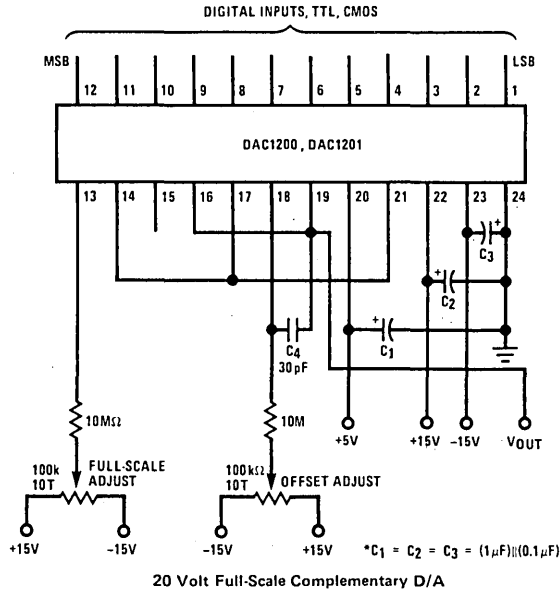 DIGITAL INPUTS, TTL, CMOS
MSB LSB
12 11 10 9 8 7 6 5 4 3 2 1
DAC1200, DAC1201
13 14 15 16 17 18 19 20 21 22 23 24
+
C3
+
C2
+
C1
C4
30pF
10MΩ
10M
+5V +15V -15V VOUT
100k
10T
FULL-SCALE
ADJUST
100kΩ
10T
OFFSET ADJUST
+15V -15V -15V +15V
*C1 = C2 = C3 = (1µF)||(0.1µF)
20 Volt Full-Scale Complementary D/A